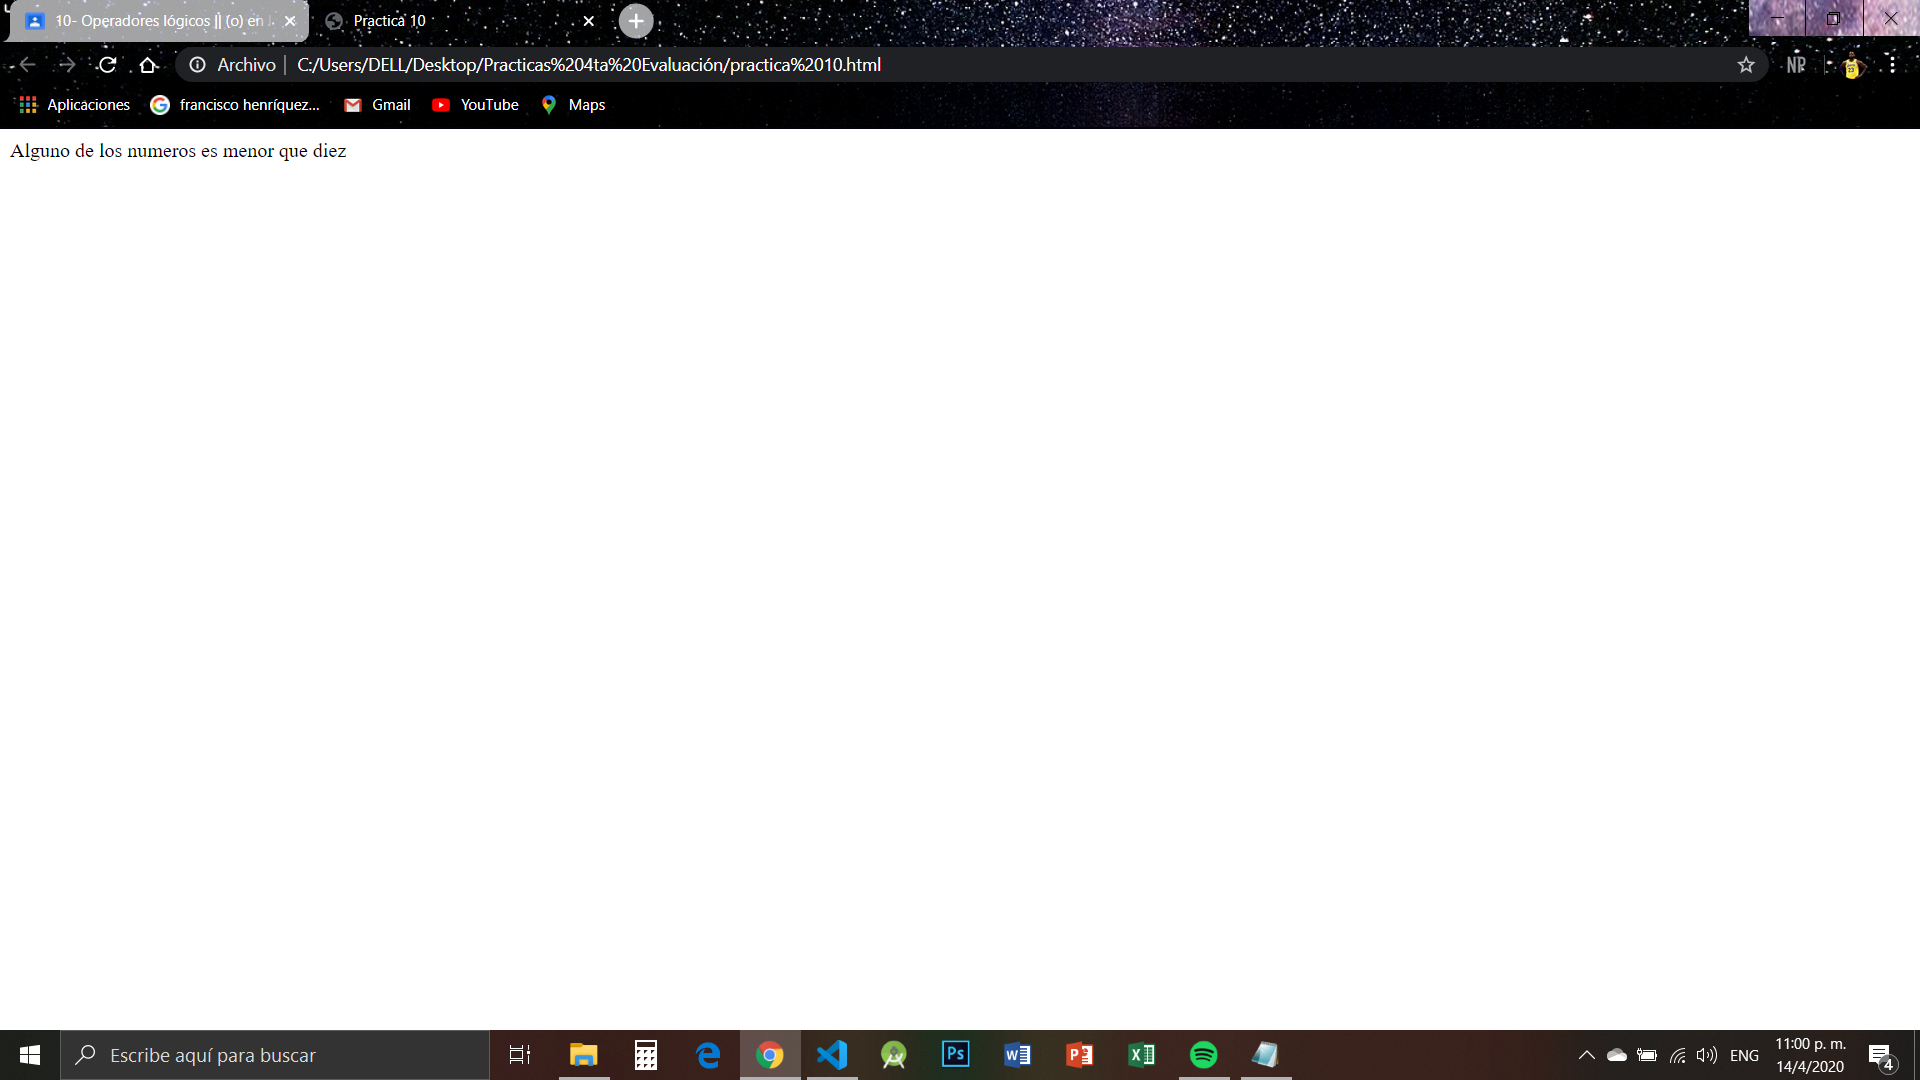 10- Operadores lógicos || (o) en
Practica 10
Archivo | C:/Users/DELL/Desktop/Practicas%204ta%20Evaluación/practica%2010.html
NP
Aplicaciones francisco henríquez... Gmail YouTube Maps
Alguno de los numeros es menor que diez
Escribe aquí para buscar
Ps
ENG
11:00 p. m.
14/4/2020
4